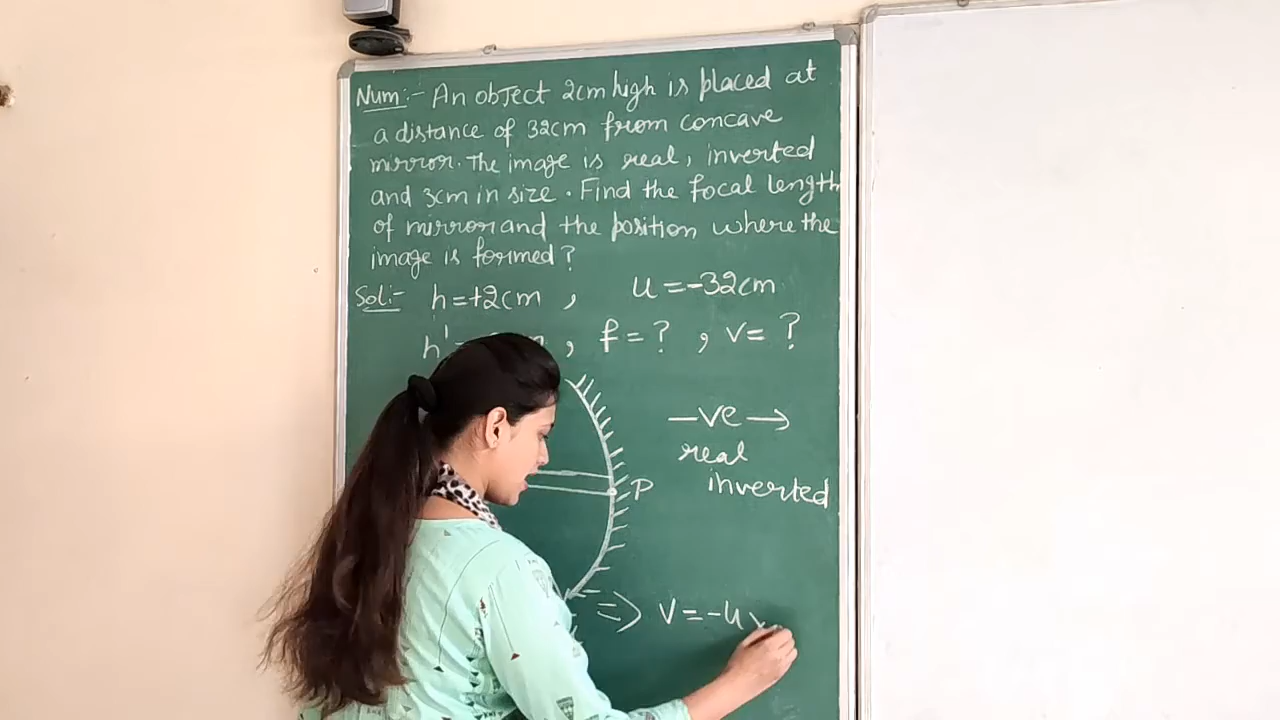 Num:- An object 2cm high is placed at
a distance of 32cm from concave
mirror. The image is real, inverted
and 3cm in size. Find the focal length
of mirror and the position where the
image is formed?
Sol:- h=+2cm , u=-32cm
h' , f=? , v=?
-ve →
real
inverted
P
=> v=-u